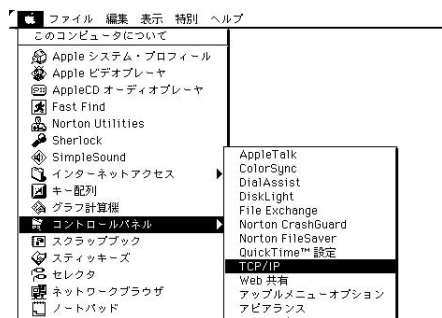 ファイル 編集 表示 特別 ヘルプ
このコンピュータについて
Apple システム・プロフィール
Apple ビデオプレーヤ
AppleCD オーディオプレーヤ
Fast Find
Norton Utilities
Sherlock
SimpleSound
インターネットアクセス
キー配列
グラフ計算機
コントロールパネル
スクラップブック
スティッキーズ
セレクタ
ネットワークブラウザ
ノートパッド
AppleTalk
ColorSync
DialAssist
DiskLight
File Exchange
Norton CrashGuard
Norton FileSaver
QuickTime™ 設定
TCP/IP
Web 共有
アップルメニューオプション
アピアランス